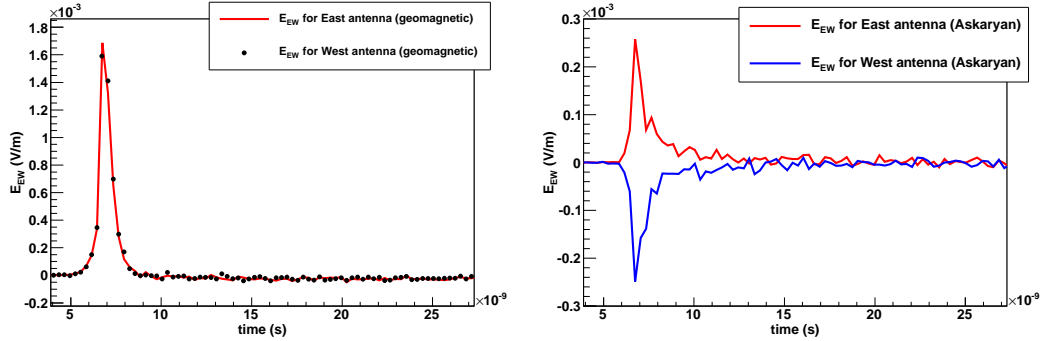 ×10⁻³
E_EW for East antenna (geomagnetic)
E_EW for West antenna (geomagnetic)
1.8
1.6
1.4
1.2
1
0.8
0.6
0.4
0.2
0
-0.2
E_EW (V/m)
5 10 15 20 25
×10⁻⁹
time (s)
×10⁻³
E_EW for East antenna (Askaryan)
E_EW for West antenna (Askaryan)
0.3
0.2
0.1
0
-0.1
-0.2
-0.3
E_EW (V/m)
5 10 15 20 25
×10⁻⁹
time (s)